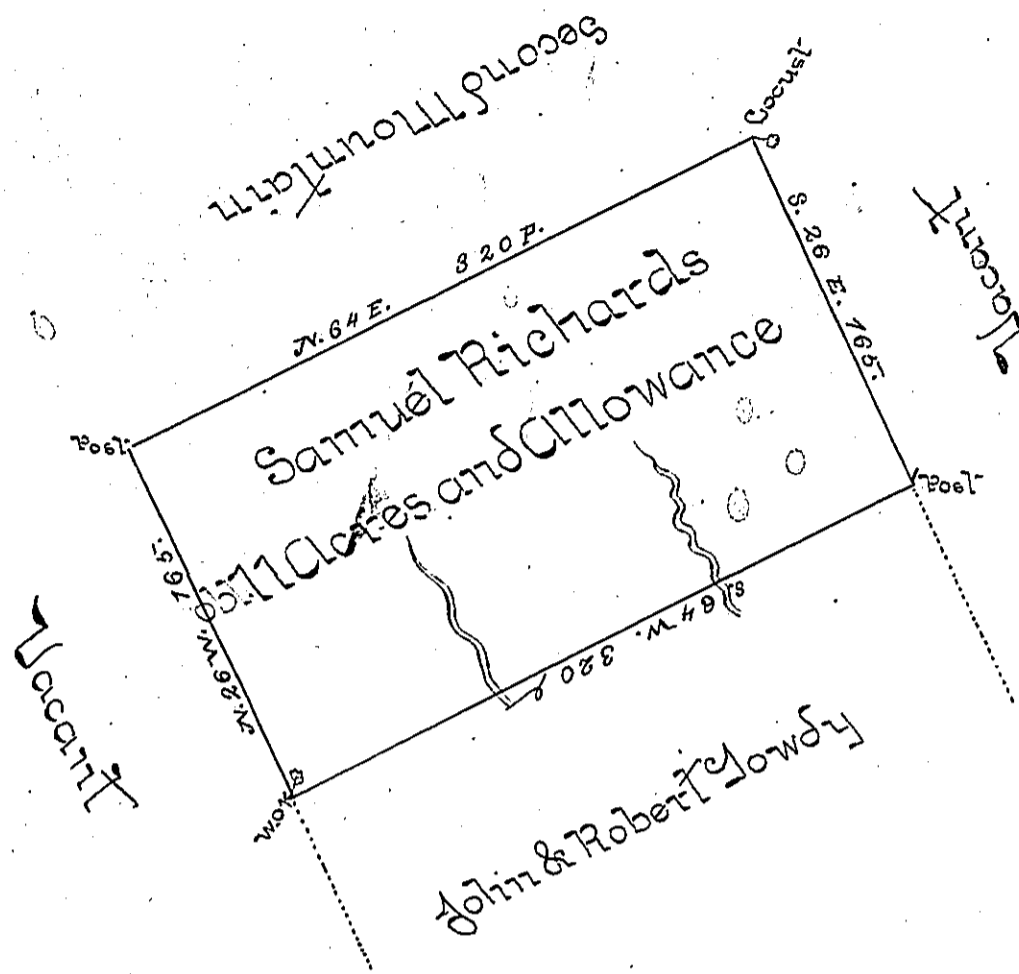 Second Mountain
Locust
Vacant
N. 64 E. 320 P.
S. 26 E. 165.
Samuel Richards
Acres and Allowance
Post
Post
N. 26 W. 165.
S 64 W. 320
Vacant
W.O.
John & Robert Gowdy